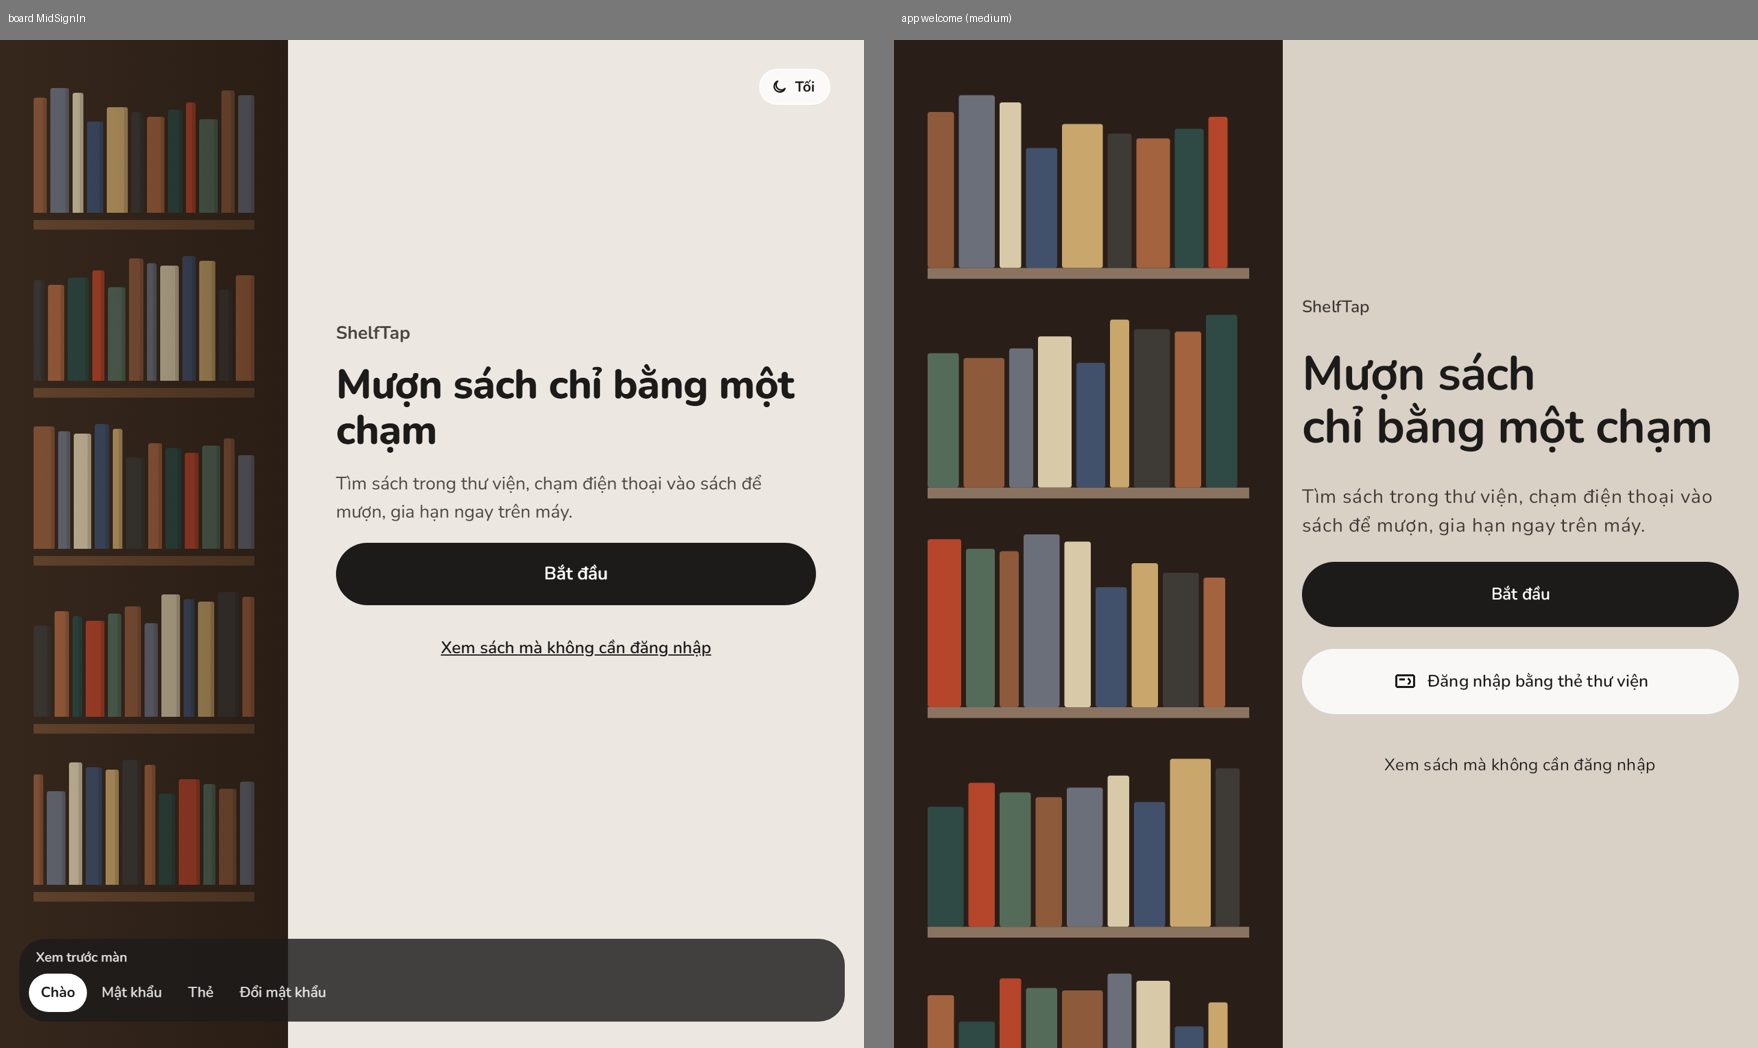 board MidSignIn
Tối
ShelfTap
Mượn sách chỉ bằng một
chạm
Tìm sách trong thư viện, chạm điện thoại vào sách để
mượn, gia hạn ngay trên máy.
Bắt đầu
Xem sách mà không cần đăng nhập
Xem trước màn
Chào Mật khẩu Thẻ Đổi mật khẩu
app welcome (medium)
ShelfTap
Mượn sách
chỉ bằng một chạm
Tìm sách trong thư viện, chạm điện thoại vào
sách để mượn, gia hạn ngay trên máy.
Bắt đầu
Đăng nhập bằng thẻ thư viện
Xem sách mà không cần đăng nhập